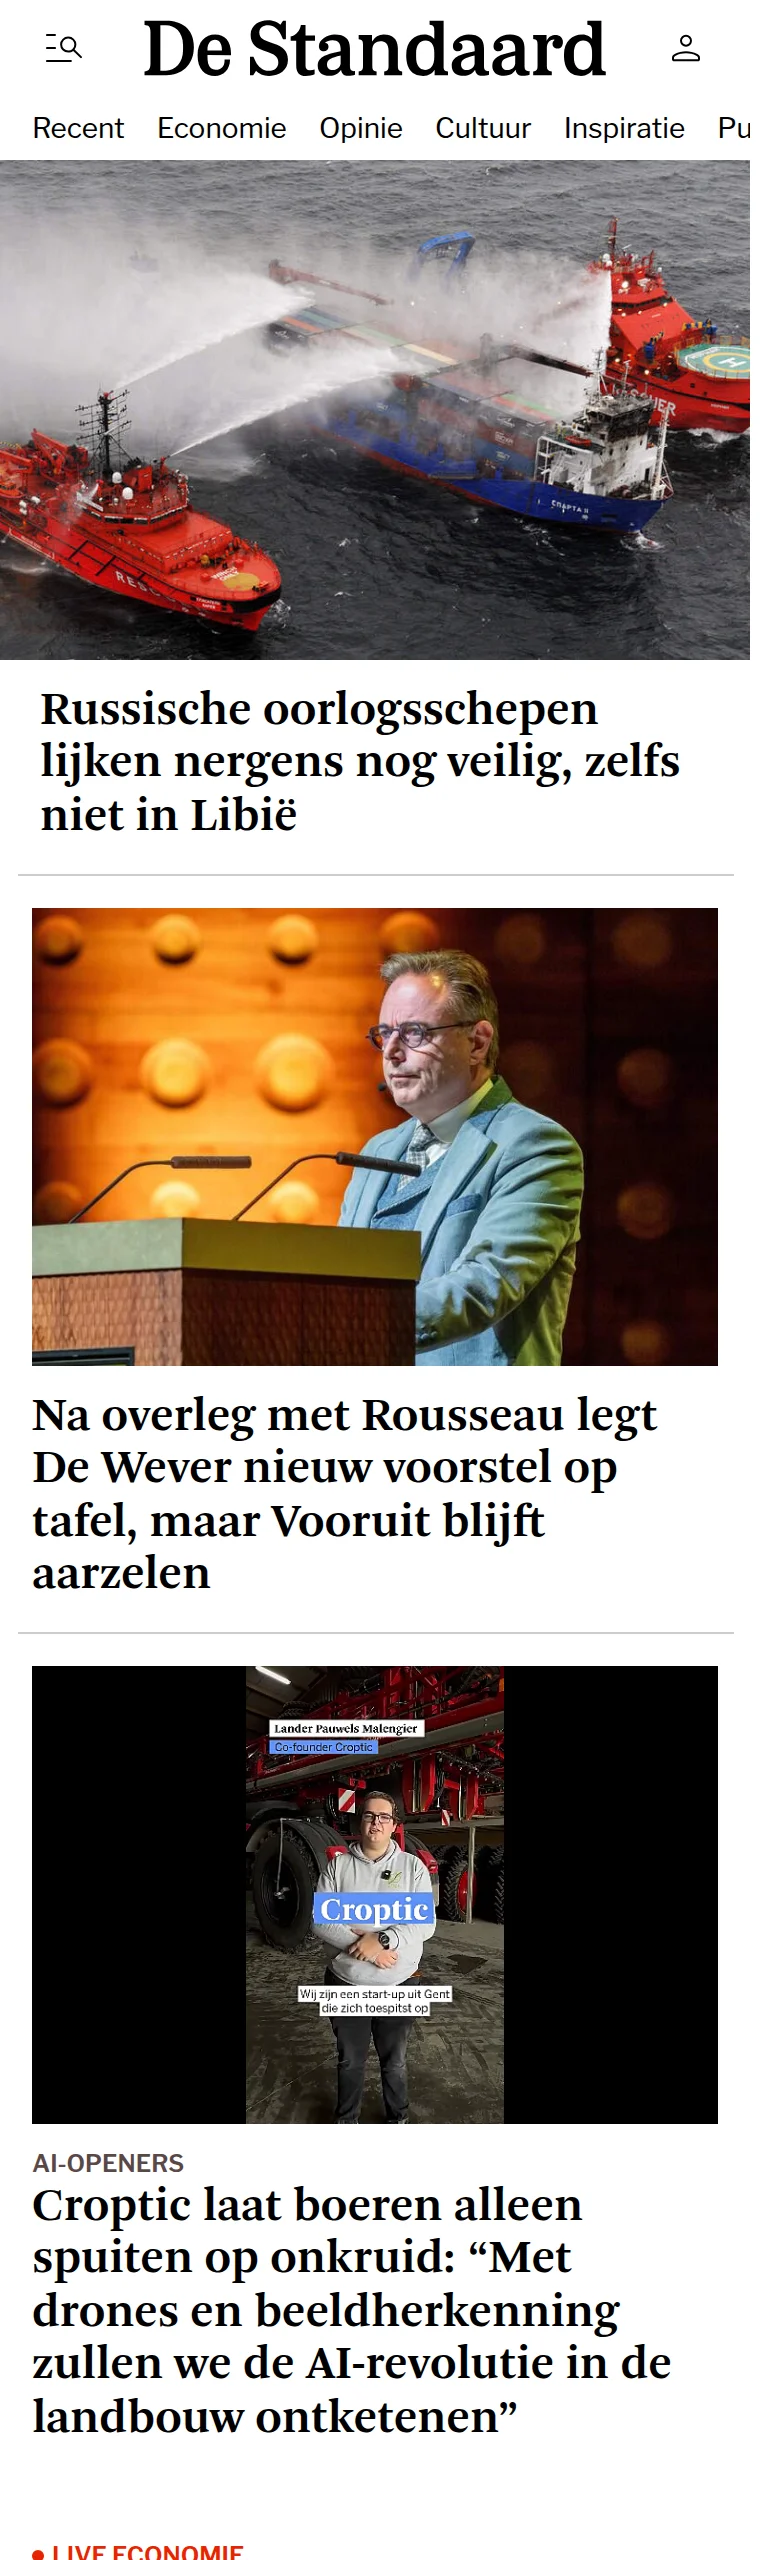 De Standaard
Recent Economie Opinie Cultuur Inspiratie Pu
СПАРТА II
Russische oorlogsschepen
lijken nergens nog veilig, zelfs
niet in Libië
Na overleg met Rousseau legt
De Wever nieuw voorstel op
tafel, maar Vooruit blijft
aarzelen
Lander Pauwels Malengier
Co-founder Croptic
Croptic
Wij zijn een start-up uit Gent
die zich toespitst op
AI-OPENERS
Croptic laat boeren alleen
spuiten op onkruid: “Met
drones en beeldherkenning
zullen we de AI-revolutie in de
landbouw ontketenen”
LIVE ECONOMIE